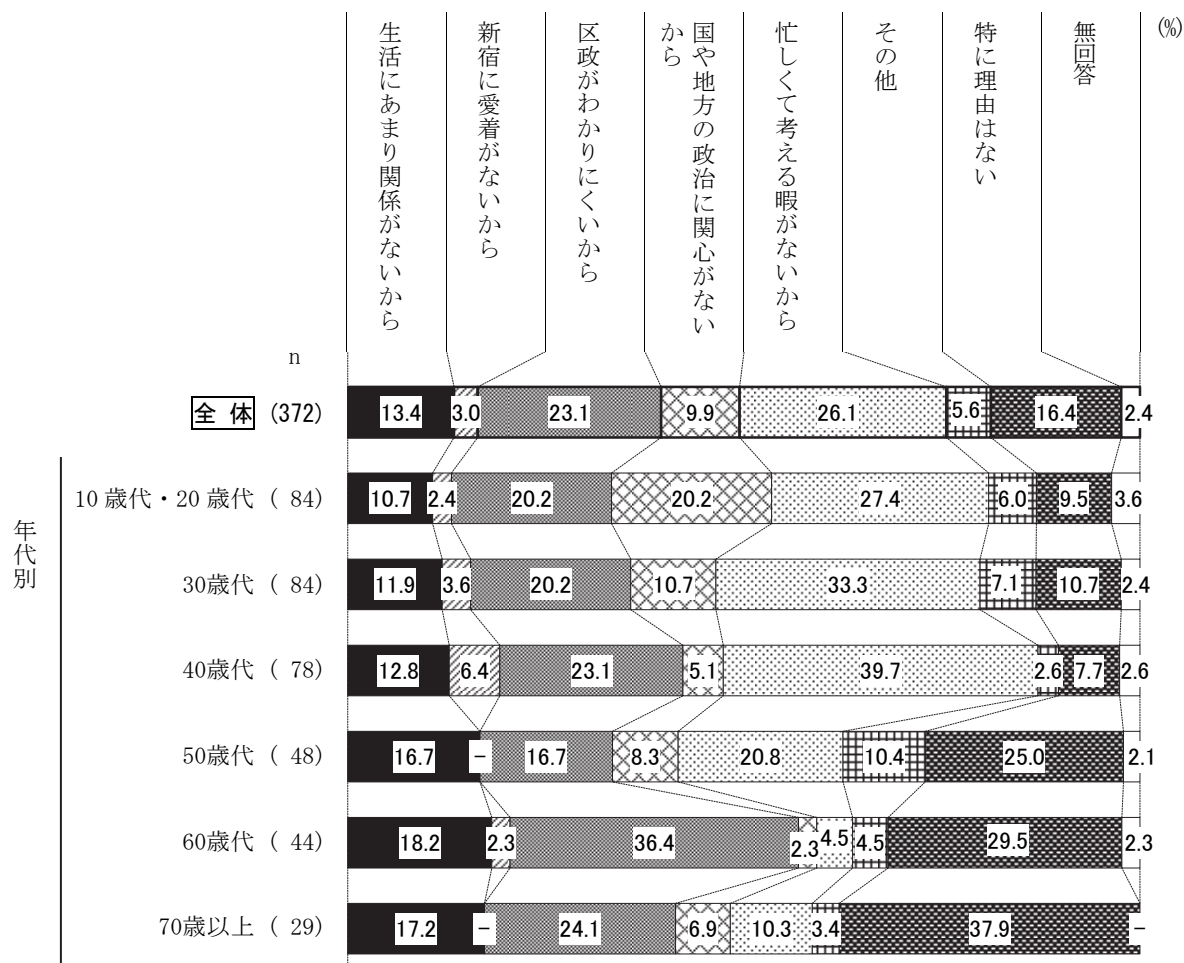 (%)
生活にあまり関係がないから
新宿に愛着がないから
区政がわかりにくいから
国や地方の政治に関心がない
から
忙しくて考える暇がないから
その他
特に理由はない
無回答
n
全 体 (372) 13.4 3.0 23.1 9.9 26.1 5.6 16.4 2.4
年代別
10 歳代・20 歳代 ( 84) 10.7 2.4 20.2 20.2 27.4 6.0 9.5 3.6
30歳代 ( 84) 11.9 3.6 20.2 10.7 33.3 7.1 10.7 2.4
40歳代 ( 78) 12.8 6.4 23.1 5.1 39.7 2.6 7.7 2.6
50歳代 ( 48) 16.7 - 16.7 8.3 20.8 10.4 25.0 2.1
60歳代 ( 44) 18.2 2.3 36.4 2.3 4.5 4.5 29.5 2.3
70歳以上 ( 29) 17.2 - 24.1 6.9 10.3 3.4 37.9 -